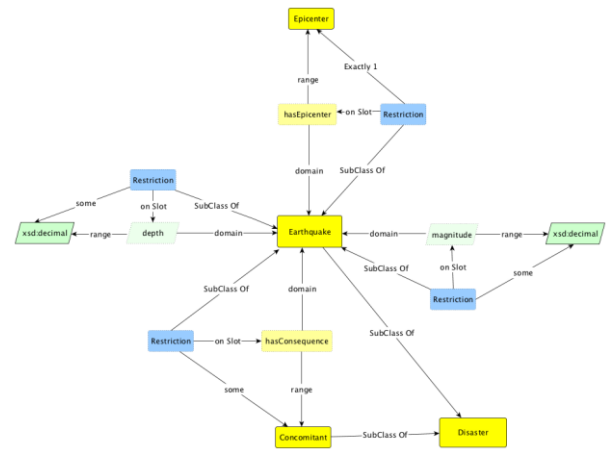 Epicenter
Exactly 1
range
hasEpicenter
on Slot
Restriction
domain
SubClass Of
Restriction
some
on Slot
SubClass Of
xsd:decimal
range
depth
domain
Earthquake
domain
magnitude
range
xsd:decimal
on Slot
SubClass Of
some
Restriction
SubClass Of
domain
SubClass Of
Restriction
on Slot
hasConsequence
some
range
Concomitant
SubClass Of
Disaster